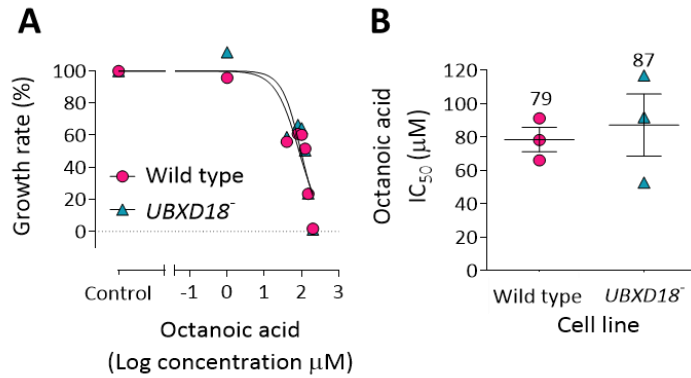 A
Growth rate (%)
100
80
60
40
20
0
Wild type
UBXD18⁻
Control
-1 0 1 2 3
Octanoic acid
(Log concentration μM)
B
Octanoic acid
IC₅₀ (μM)
120
100
80
60
40
20
0
79
87
Wild type UBXD18⁻
Cell line